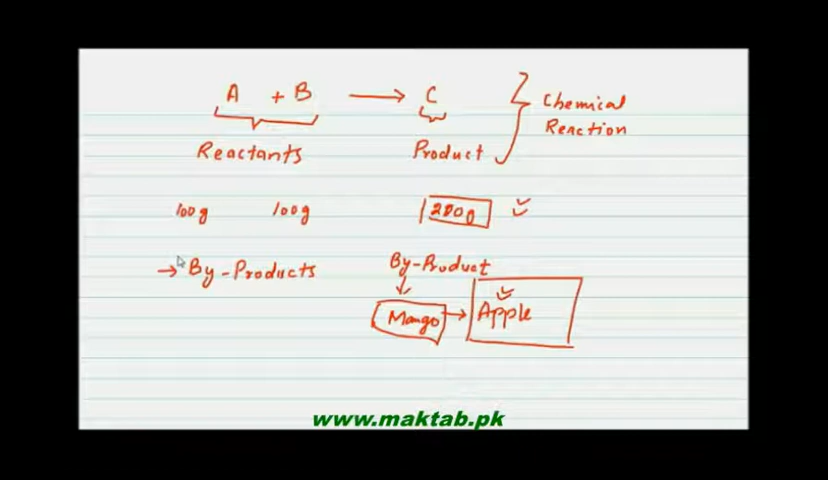 A + B → C
Chemical
Reaction
Reactants Product
100g 100g 200g
→ By-Products By-Product
Mango → Apple
www.maktab.pk